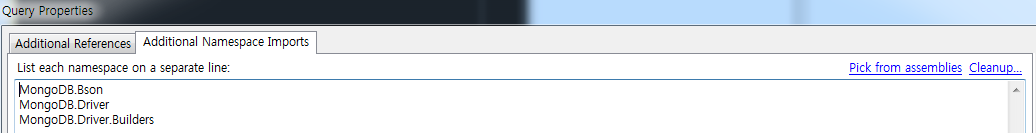 Query Properties
Additional References Additional Namespace Imports
List each namespace on a separate line: Pick from assemblies Cleanup...
MongoDB.Bson
MongoDB.Driver
MongoDB.Driver.Builders